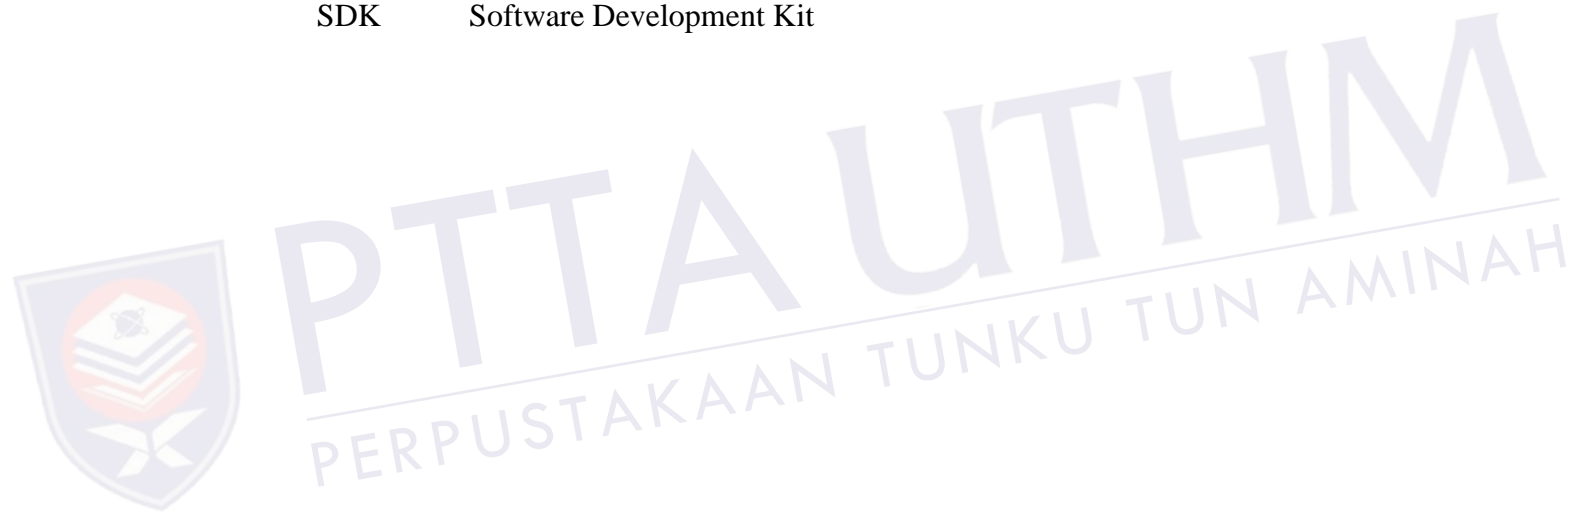 SDK Software Development Kit
PTTA UTHM
PERPUSTAKAAN TUNKU TUN AMINAH